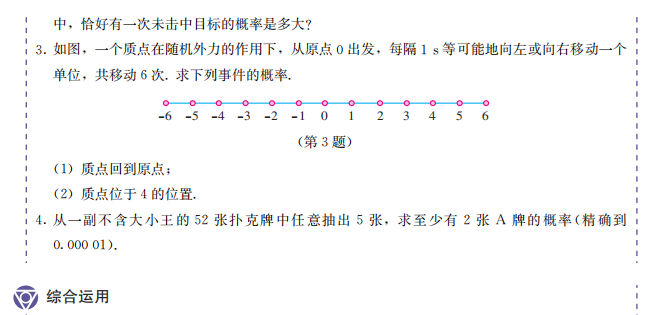 中，恰好有一次未击中目标的概率是多大？
3. 如图，一个质点在随机外力的作用下，从原点 0 出发，每隔 1 s 等可能地向左或向右移动一个
单位，共移动 6 次. 求下列事件的概率.
-6 -5 -4 -3 -2 -1 0 1 2 3 4 5 6
（第 3 题）
（1）质点回到原点；
（2）质点位于 4 的位置.
4. 从一副不含大小王的 52 张扑克牌中任意抽出 5 张，求至少有 2 张 A 牌的概率（精确到
0.000 01）.
综合运用